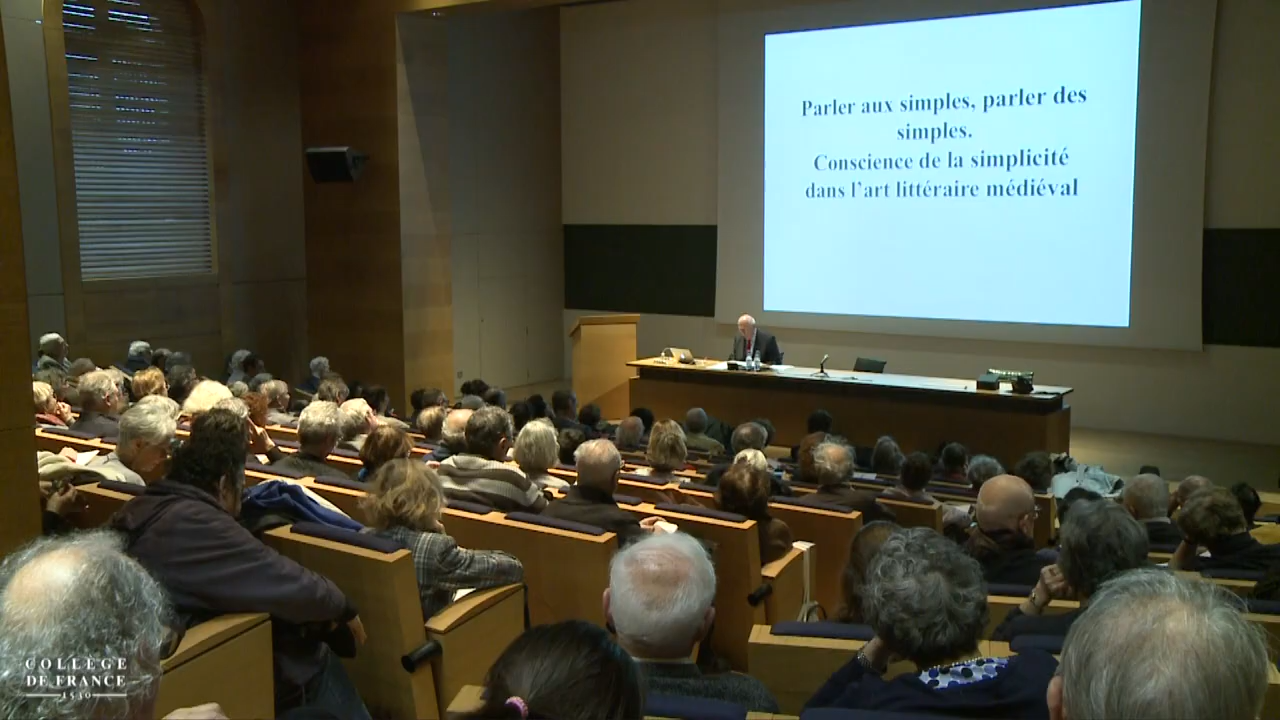 Parler aux simples, parler des
simples.
Conscience de la simplicité
dans l'art littéraire médiéval
COLLÈGE
DE FRANCE
1530